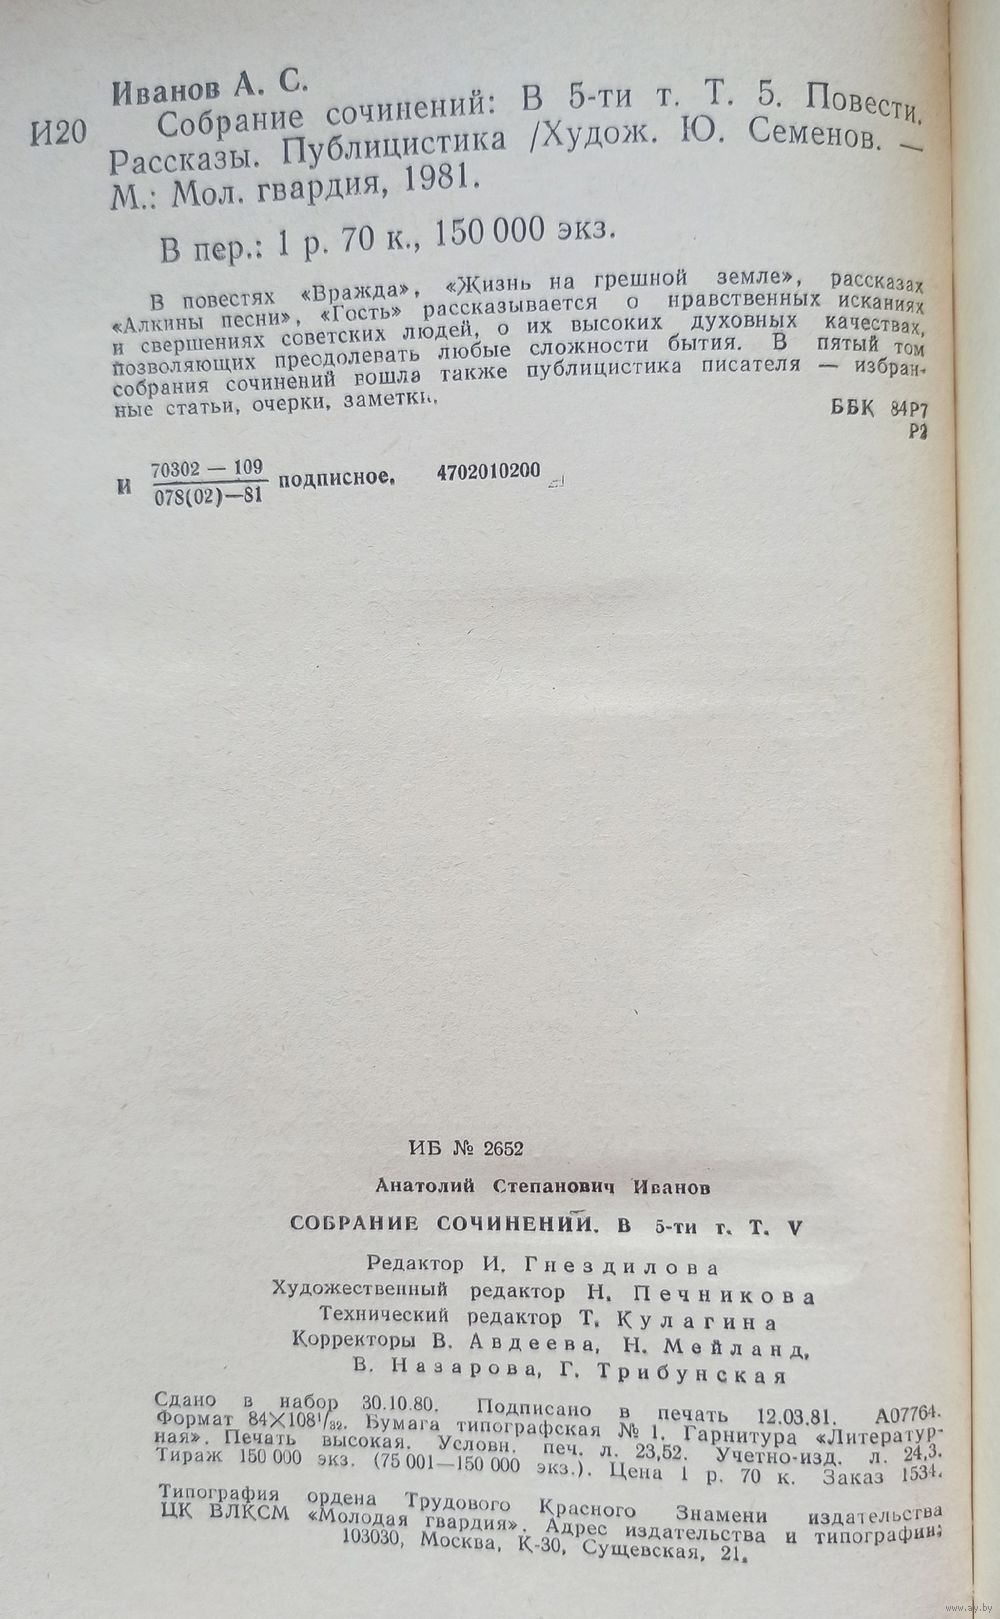 Иванов А. С.
И20 Собрание сочинений: В 5-ти т. Т. 5. Повести.
Рассказы. Публицистика /Худож. Ю. Семенов. —
М.: Мол. гвардия, 1981.
В пер.: 1 р. 70 к., 150 000 экз.
В повестях «Вражда», «Жизнь на грешной земле», рассказах
«Алкины песни», «Гость» рассказывается о нравственных исканиях
и свершениях советских людей, о их высоких духовных качествах,
позволяющих преодолевать любые сложности бытия. В пятый том
собрания сочинений вошла также публицистика писателя — избран-
ные статьи, очерки, заметки.
ББК 84Р7
Р2
И 70302 — 109
078(02)—81 подписное. 4702010200
ИБ № 2652
Анатолий Степанович Иванов
СОБРАНИЕ СОЧИНЕНИЙ. В 5-ти т. Т. V
Редактор И. Гнездилова
Художественный редактор Н. Печникова
Технический редактор Т. Кулагина
Корректоры В. Авдеева, Н. Мейланд,
В. Назарова, Г. Трибунская
Сдано в набор 30.10.80. Подписано в печать 12.03.81. А07764.
Формат 84×108¹/₃₂. Бумага типографская № 1. Гарнитура «Литератур-
ная». Печать высокая. Условн. печ. л. 23,52. Учетно-изд. л. 24,3.
Тираж 150 000 экз. (75 001—150 000 экз.). Цена 1 р. 70 к. Заказ 1534.
Типография ордена Трудового Красного Знамени издательства
ЦК ВЛКСМ «Молодая гвардия». Адрес издательства и типографии:
103030, Москва, К-30, Сущевская, 21.
www.ay.by